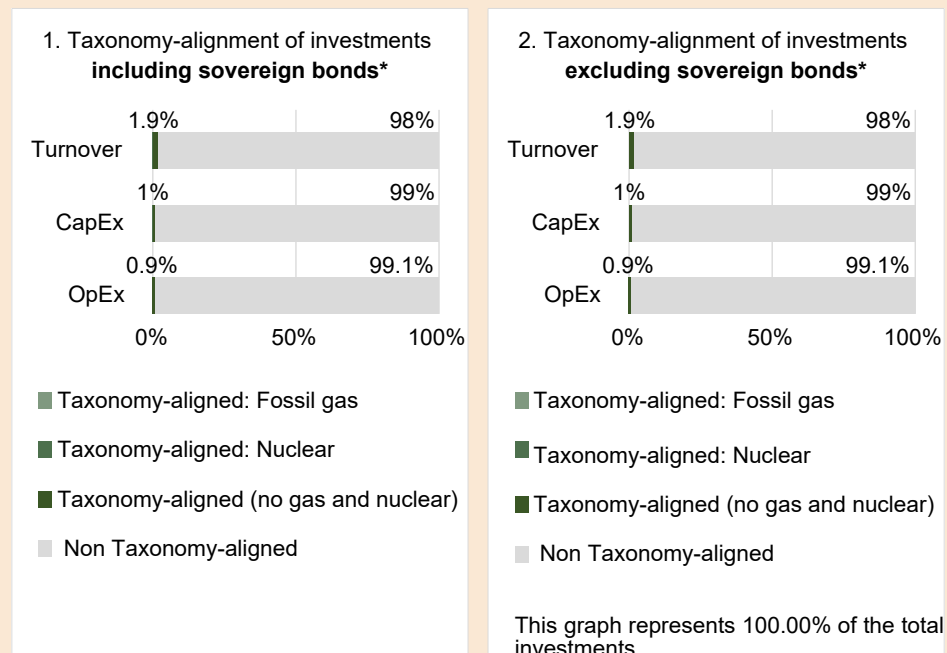 1. Taxonomy-alignment of investments
including sovereign bonds*
1.9% 98%
Turnover
1% 99%
CapEx
0.9% 99.1%
OpEx
0% 50% 100%
Taxonomy-aligned: Fossil gas
Taxonomy-aligned: Nuclear
Taxonomy-aligned (no gas and nuclear)
Non Taxonomy-aligned
2. Taxonomy-alignment of investments
excluding sovereign bonds*
1.9% 98%
Turnover
1% 99%
CapEx
0.9% 99.1%
OpEx
0% 50% 100%
Taxonomy-aligned: Fossil gas
Taxonomy-aligned: Nuclear
Taxonomy-aligned (no gas and nuclear)
Non Taxonomy-aligned
This graph represents 100.00% of the total
investments